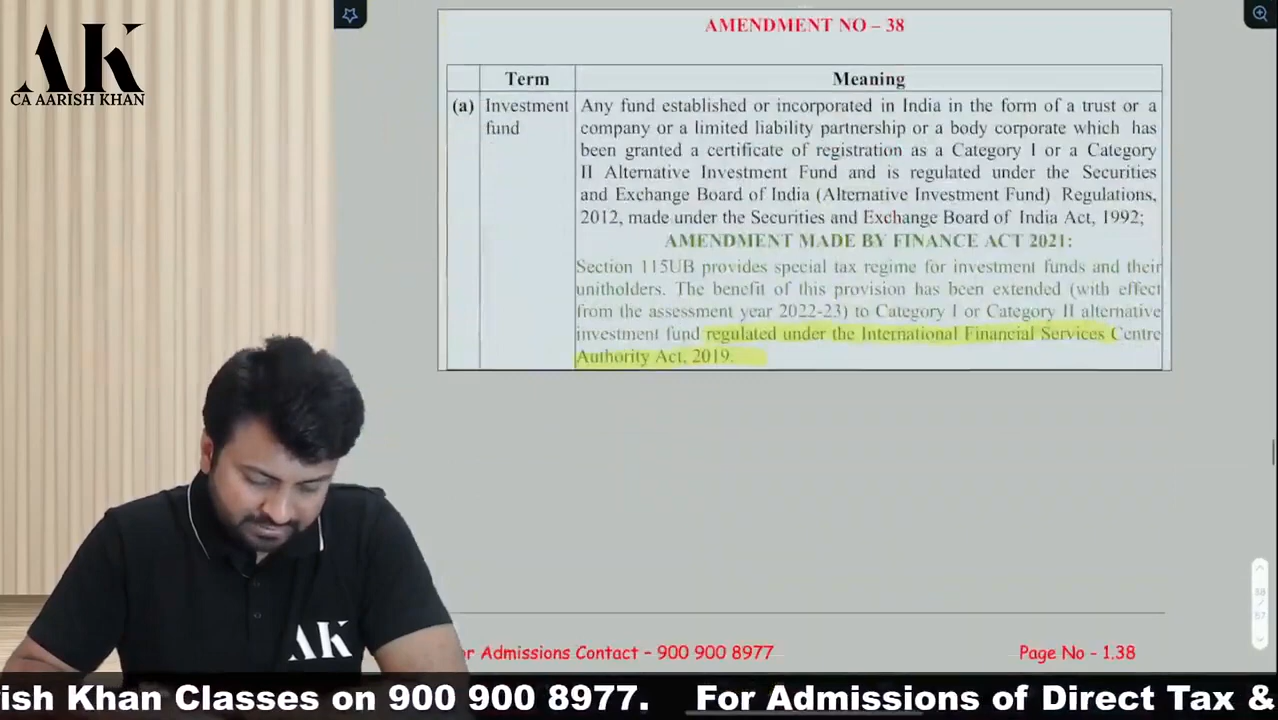 AK
CA AARISH KHAN
AMENDMENT NO – 38
Term
Meaning
(a)
Investment
fund
Any fund established or incorporated in India in the form of a trust or a
company or a limited liability partnership or a body corporate which has
been granted a certificate of registration as a Category I or a Category
II Alternative Investment Fund and is regulated under the Securities
and Exchange Board of India (Alternative Investment Fund) Regulations,
2012, made under the Securities and Exchange Board of India Act, 1992;
AMENDMENT MADE BY FINANCE ACT 2021:
Section 115UB provides special tax regime for investment funds and their
unitholders. The benefit of this provision has been extended (with effect
from the assessment year 2022-23) to Category I or Category II alternative
investment fund regulated under the International Financial Services Centre
Authority Act, 2019.
AK
or Admissions Contact – 900 900 8977
Page No - 1.38
rish Khan Classes on 900 900 8977. For Admissions of Direct Tax &